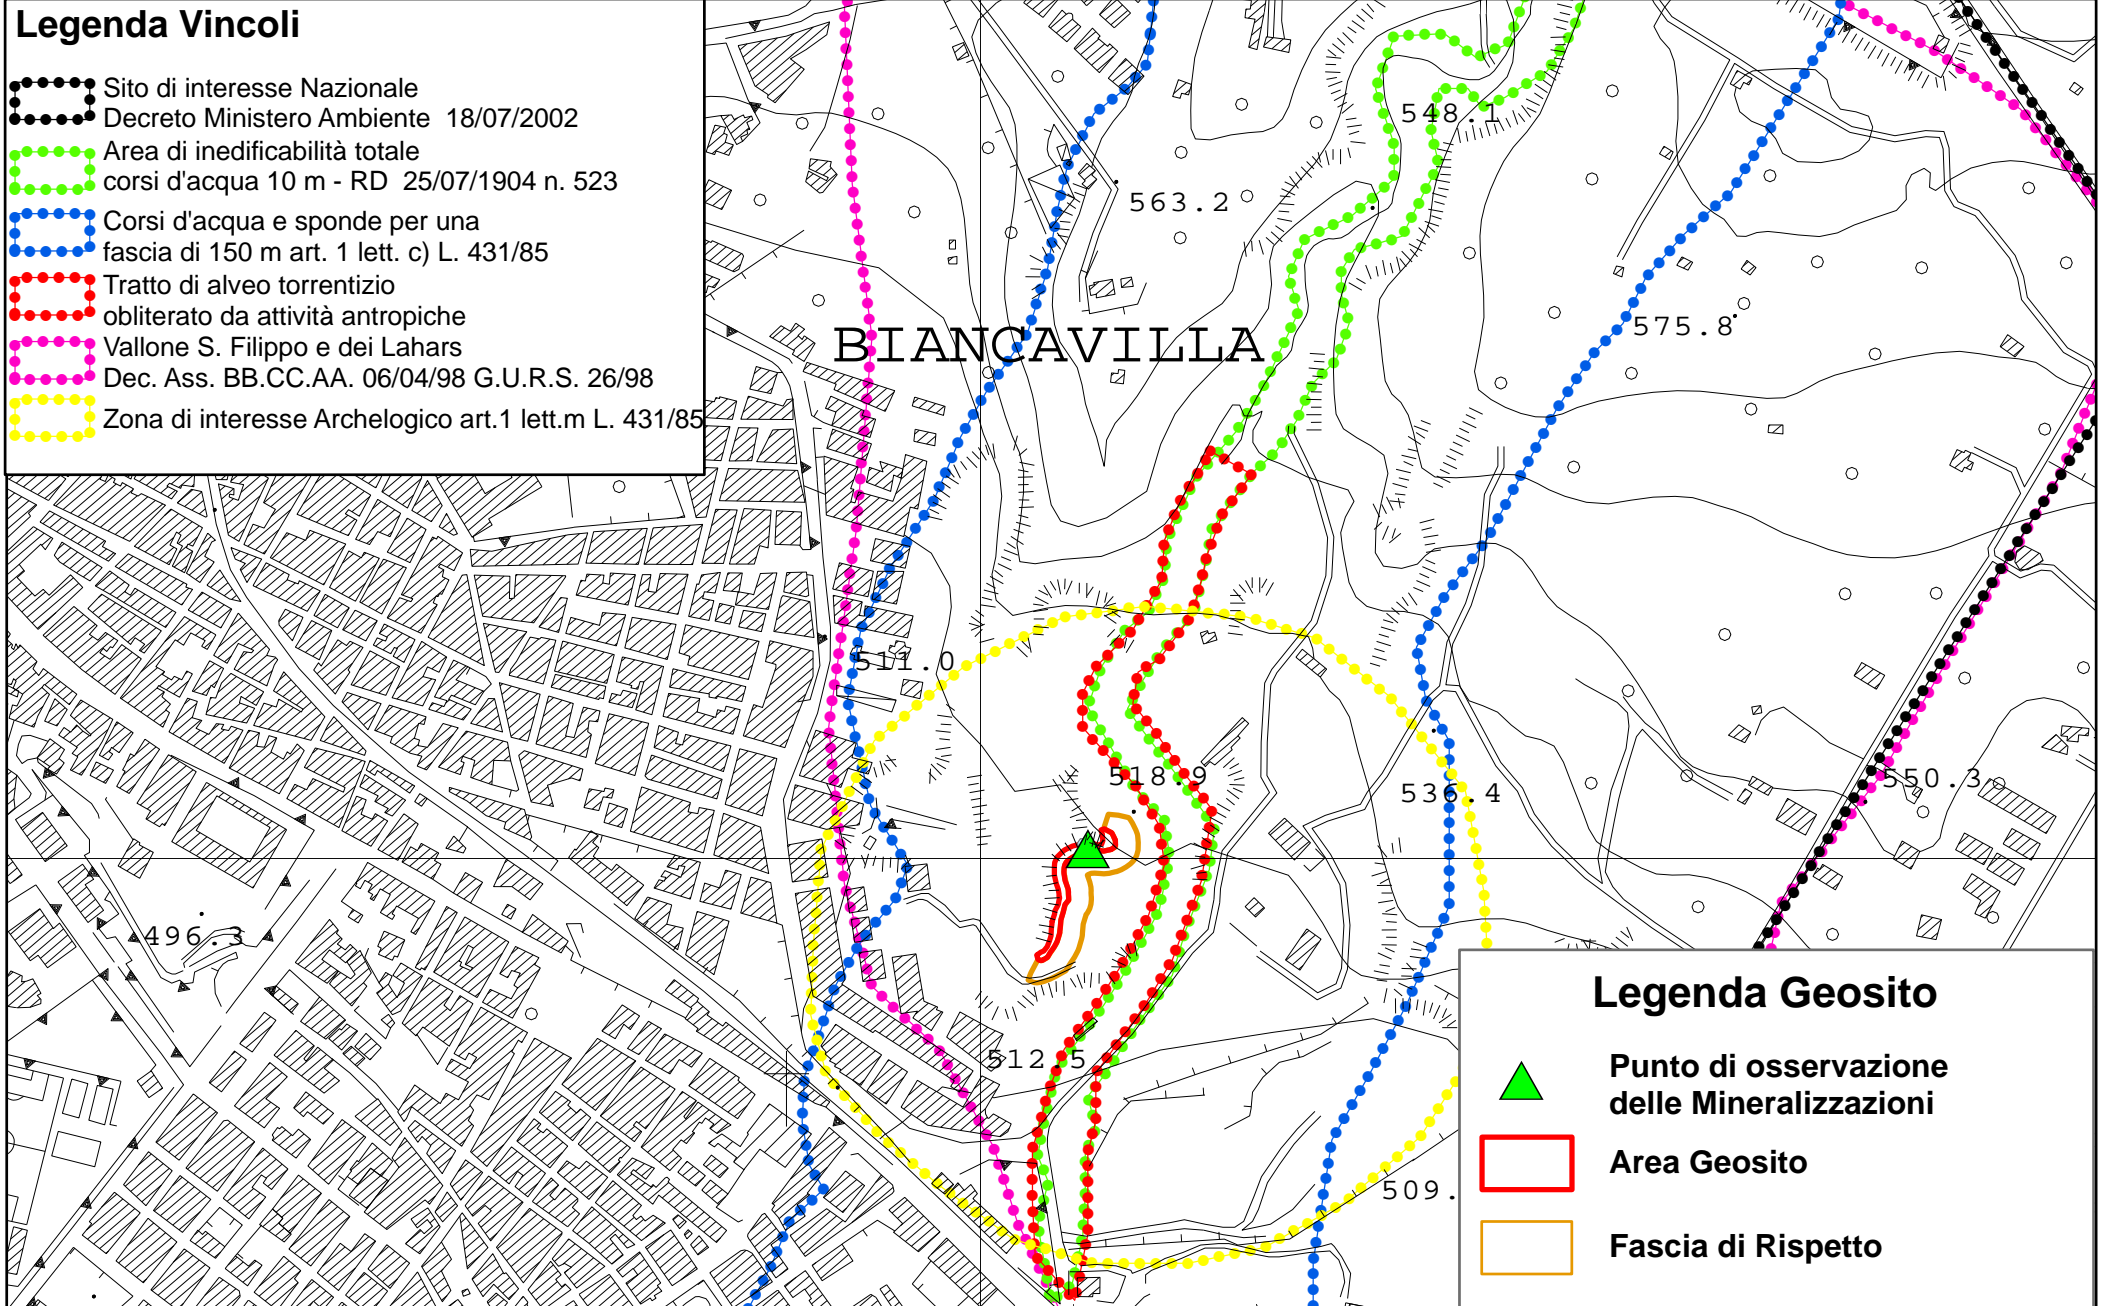 Legenda Vincoli
Sito di interesse Nazionale
Decreto Ministero Ambiente 18/07/2002
Area di inedificabilità totale
corsi d'acqua 10 m - RD 25/07/1904 n. 523
Corsi d'acqua e sponde per una
fascia di 150 m art. 1 lett. c) L. 431/85
Tratto di alveo torrentizio
obliterato da attività antropiche
Vallone S. Filippo e dei Lahars
Dec. Ass. BB.CC.AA. 06/04/98 G.U.R.S. 26/98
Zona di interesse Archelogico art.1 lett.m L. 431/85
548.1
563.2
575.8
BIANCAVILLA
511.0
518.9
536.4
550.3
496.3
512.5
509.
Legenda Geosito
Punto di osservazione
delle Mineralizzazioni
Area Geosito
Fascia di Rispetto